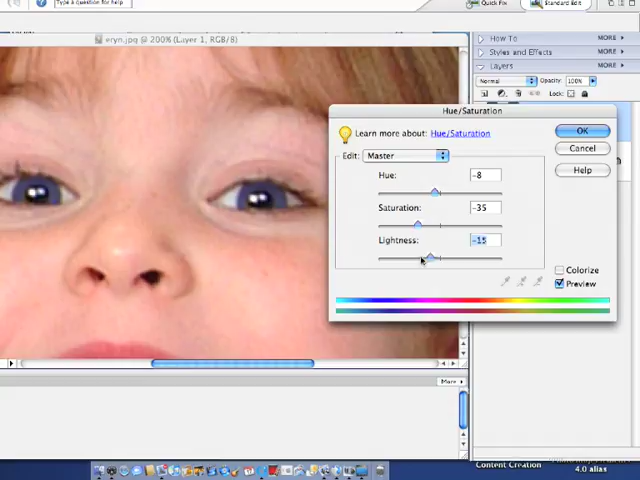 Type a question for help
Quick Fix
Standard Edit
eryn.jpg @ 200% (Layer 1, RGB/8)
How To
MORE
Styles and Effects
MORE
Layers
MORE
Normal
Opacity:
100%
Lock:
Hue/Saturation
Learn more about: Hue/Saturation
OK
Cancel
Help
Edit: Master
Hue:
-8
Saturation:
-35
Lightness:
-15
Colorize
Preview
More
Content Creation
4.0 alias